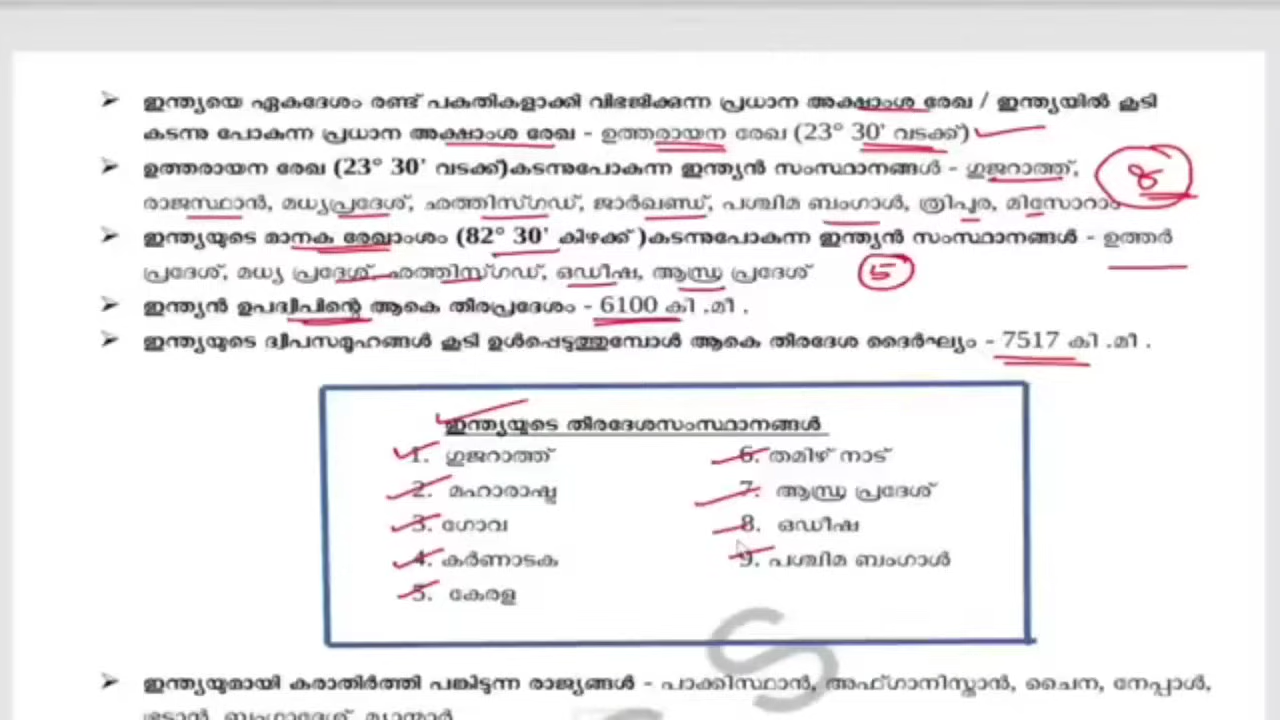 ➤ ഇന്ത്യയെ ഏകദേശം രണ്ട് പകുതികളാക്കി വിഭജിക്കുന്ന പ്രധാന അക്ഷാംശ രേഖ / ഇന്ത്യയിൽ കൂടി
കടന്നു പോകുന്ന പ്രധാന അക്ഷാംശ രേഖ - ഉത്തരായന രേഖ (23° 30' വടക്ക്)
➤ ഉത്തരായന രേഖ (23° 30' വടക്ക്)കടന്നുപോകുന്ന ഇന്ത്യൻ സംസ്ഥാനങ്ങൾ - ഗുജറാത്ത്,
രാജസ്ഥാൻ, മധ്യപ്രദേശ്, ഛത്തിസ്ഗഡ്, ജാർഖണ്ഡ്, പശ്ചിമ ബംഗാൾ, ത്രിപുര, മിസോറാം 8
➤ ഇന്ത്യയുടെ മാനക രേഖാംശം (82° 30' കിഴക്ക് )കടന്നുപോകുന്ന ഇന്ത്യൻ സംസ്ഥാനങ്ങൾ - ഉത്തർ
പ്രദേശ്, മധ്യ പ്രദേശ്, ഛത്തിസ്ഗഡ്, ഒഡീഷ, ആന്ധ്ര പ്രദേശ് 5
➤ ഇന്ത്യൻ ഉപദ്വീപിന്റെ ആകെ തീരപ്രദേശം - 6100 കി .മീ .
➤ ഇന്ത്യയുടെ ദ്വീപസമൂഹങ്ങൾ കൂടി ഉൾപ്പെടുത്തുമ്പോൾ ആകെ തീരദേശ ദൈർഘ്യം - 7517 കി .മീ .
ഇന്ത്യയുടെ തീരദേശസംസ്ഥാനങ്ങൾ
1. ഗുജറാത്ത്
2. മഹാരാഷ്ട്ര
3. ഗോവ
4. കർണാടക
5. കേരള
6. തമിഴ് നാട്
7. ആന്ധ്ര പ്രദേശ്
8. ഒഡീഷ
9. പശ്ചിമ ബംഗാൾ
➤ ഇന്ത്യയുമായി കരാതിർത്തി പങ്കിടുന്ന രാജ്യങ്ങൾ - പാക്കിസ്ഥാൻ, അഫ്ഗാനിസ്ഥാൻ, ചൈന, നേപ്പാൾ,
ഭൂട്ടാൻ, ബംഗ്ലാദേശ്, മ്യാന്മാർ